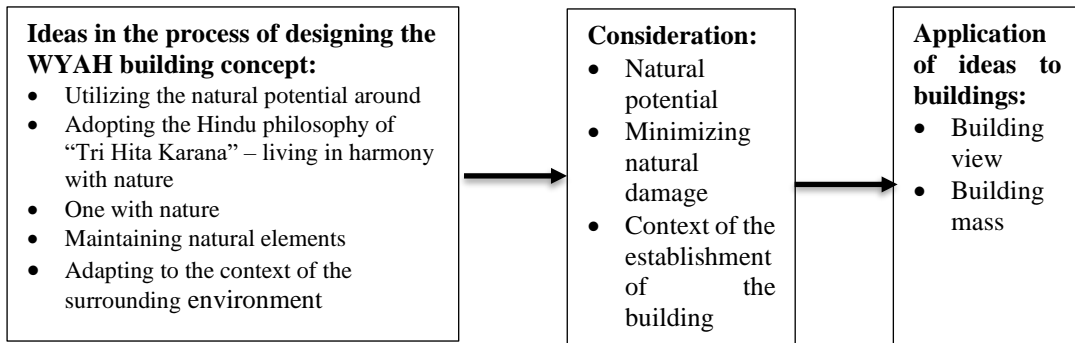 Ideas in the process of designing the
WYAH building concept:
• Utilizing the natural potential around
• Adopting the Hindu philosophy of
“Tri Hita Karana” – living in harmony
with nature
• One with nature
• Maintaining natural elements
• Adapting to the context of the
surrounding environment
Consideration:
• Natural
potential
• Minimizing
natural
damage
• Context of the
establishment
of the
building
Application
of ideas to
buildings:
• Building
view
• Building
mass